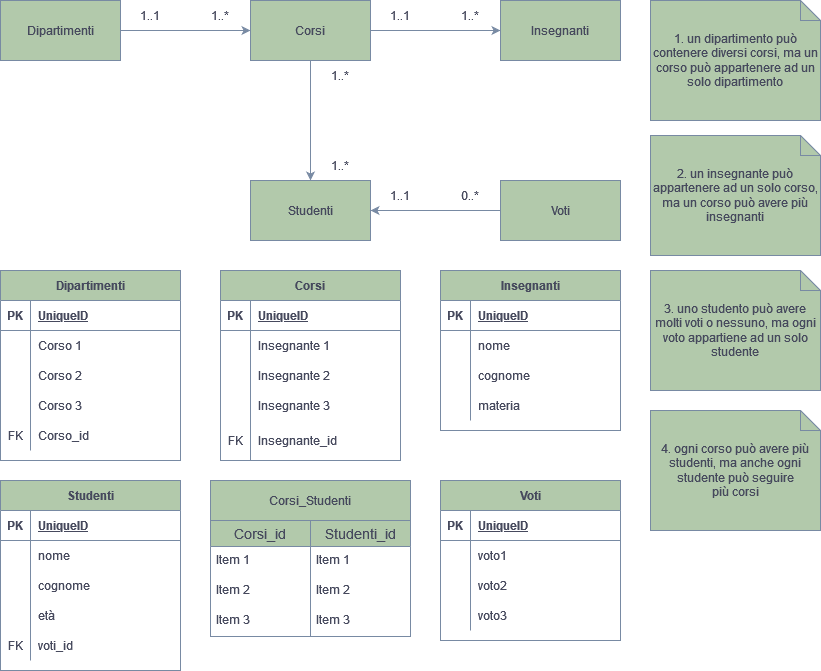 Dipartimenti
1..1
1..*
Corsi
1..1
1..*
Insegnanti
1..*
1..*
Studenti
1..1
0..*
Voti
1. un dipartimento può
contenere diversi corsi, ma un
corso può appartenere ad un
solo dipartimento
2. un insegnante può
appartenere ad un solo corso,
ma un corso può avere più
insegnanti
3. uno studento può avere
molti voti o nessuno, ma ogni
voto appartiene ad un solo
studente
4. ogni corso può avere più
studenti, ma anche ogni
studente può seguire
più corsi
Dipartimenti
PK UniqueID
Corso 1
Corso 2
Corso 3
FK Corso_id
Corsi
PK UniqueID
Insegnante 1
Insegnante 2
Insegnante 3
FK Insegnante_id
Insegnanti
PK UniqueID
nome
cognome
materia
Studenti
PK UniqueID
nome
cognome
età
FK voti_id
Corsi_Studenti
Corsi_id Studenti_id
Item 1 Item 1
Item 2 Item 2
Item 3 Item 3
Voti
PK UniqueID
voto1
voto2
voto3